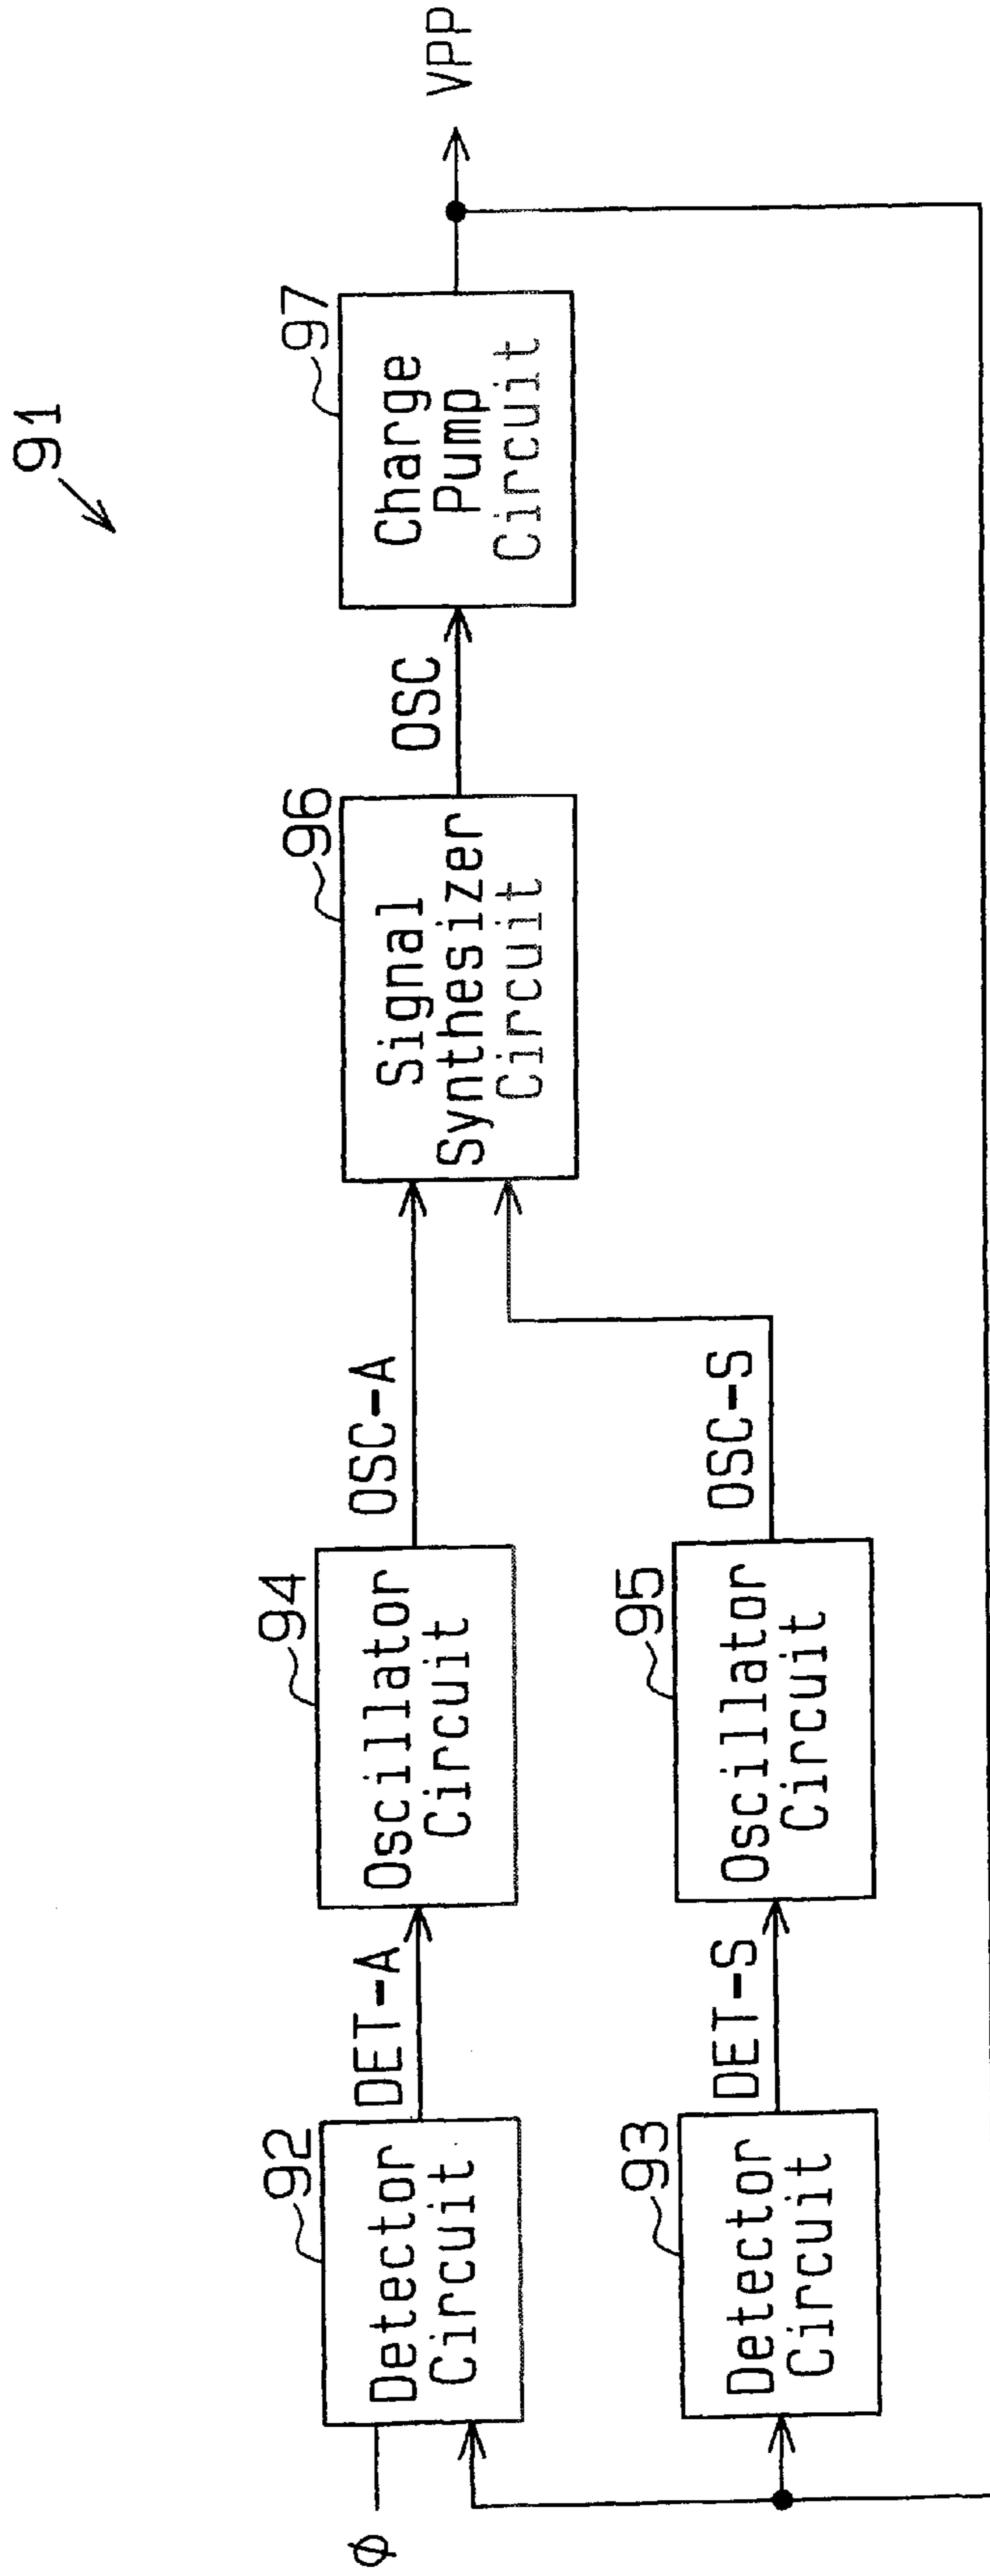 91
φ
92
Detector
Circuit
DET-A
94
Oscillator
Circuit
OSC-A
96
Signal
Synthesizer
Circuit
OSC
97
Charge
Pump
Circuit
VPP
93
Detector
Circuit
DET-S
95
Oscillator
Circuit
OSC-S